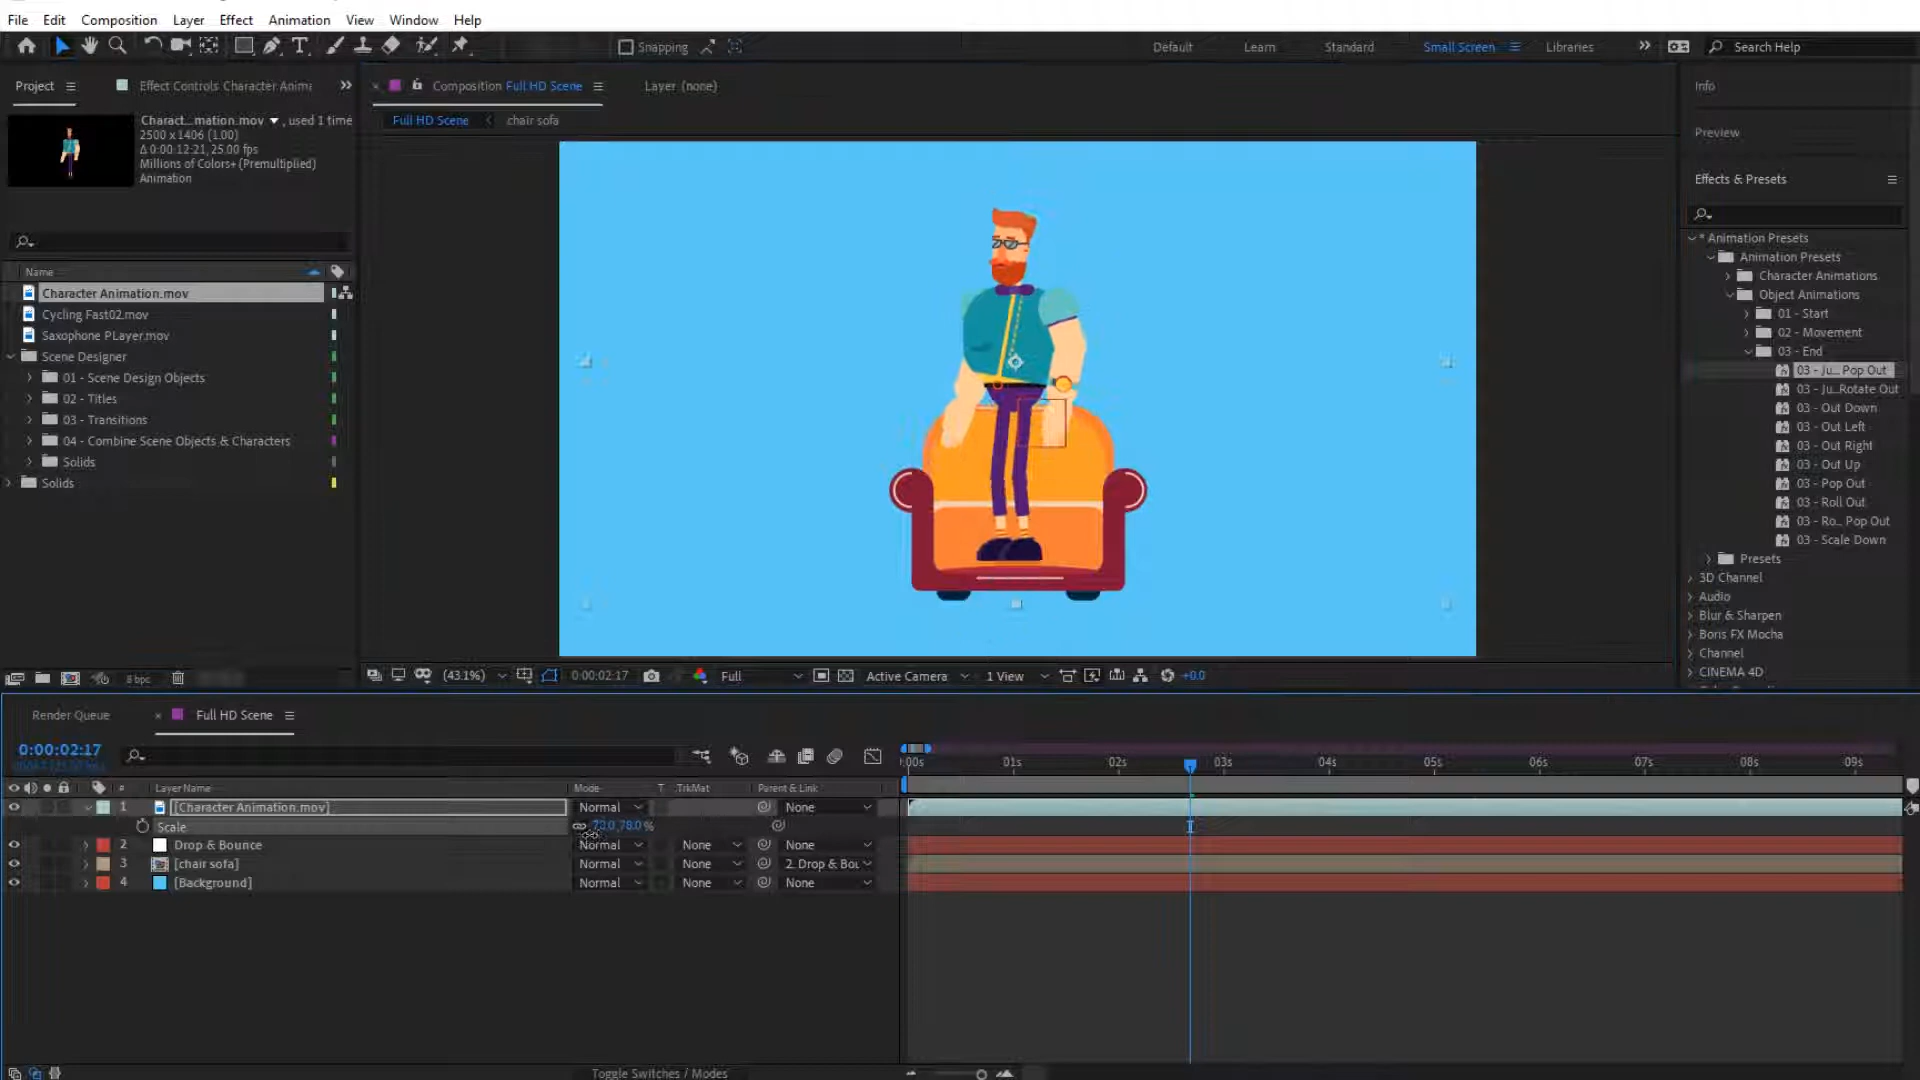 File Edit Composition Layer Effect Animation View Window Help
Snapping Default Learn Standard Small Screen Libraries Search Help
Project Effect Controls Character Anim Composition Full HD Scene Layer (none) Info
Full HD Scene chair sofa
Charact...mation.mov , used 1 time
2500 x 1406 (1.00)
Δ 0:00:12:21, 25.00 fps
Millions of Colors+ (Premultiplied)
Animation
Preview
Effects & Presets
Name
Character Animation.mov
Cycling Fast02.mov
Saxophone PLayer.mov
Scene Designer
01 - Scene Design Objects
02 - Titles
03 - Transitions
04 - Combine Scene Objects & Characters
Solids
Solids
* Animation Presets
Animation Presets
Character Animations
Object Animations
01 - Start
02 - Movement
03 - End
03 - Ju... Pop Out
03 - Ju...Rotate Out
03 - Out Down
03 - Out Left
03 - Out Right
03 - Out Up
03 - Pop Out
03 - Roll Out
03 - Ro... Pop Out
03 - Scale Down
Presets
3D Channel
Audio
Blur & Sharpen
Boris FX Mocha
Channel
CINEMA 4D
8 bpc (43.1%) 0:00:02:17 Full Active Camera 1 View +0.0
Render Queue Full HD Scene
0:00:02:17
:00s 01s 02s 03s 04s 05s 06s 07s 08s 09s
# Layer Name Mode T .TrkMat Parent & Link
1 [Character Animation.mov] Normal None
Scale
2 Drop & Bounce Normal None None
3 [chair sofa] Normal None 2. Drop & Bou
4 [Background] Normal None None
Toggle Switches / Modes